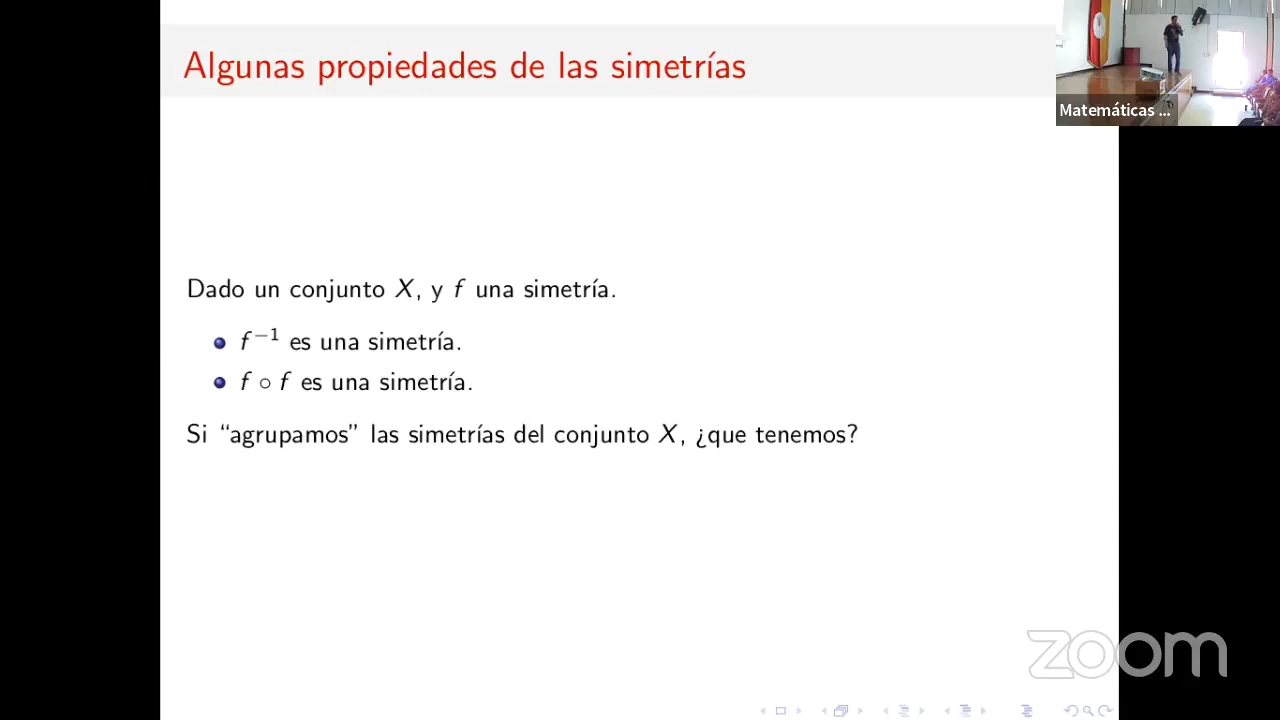 Algunas propiedades de las simetrías
Matemáticas ...
Dado un conjunto X, y f una simetría.
f⁻¹ es una simetría.
f ∘ f es una simetría.
Si “agrupamos” las simetrías del conjunto X, ¿que tenemos?
zoom